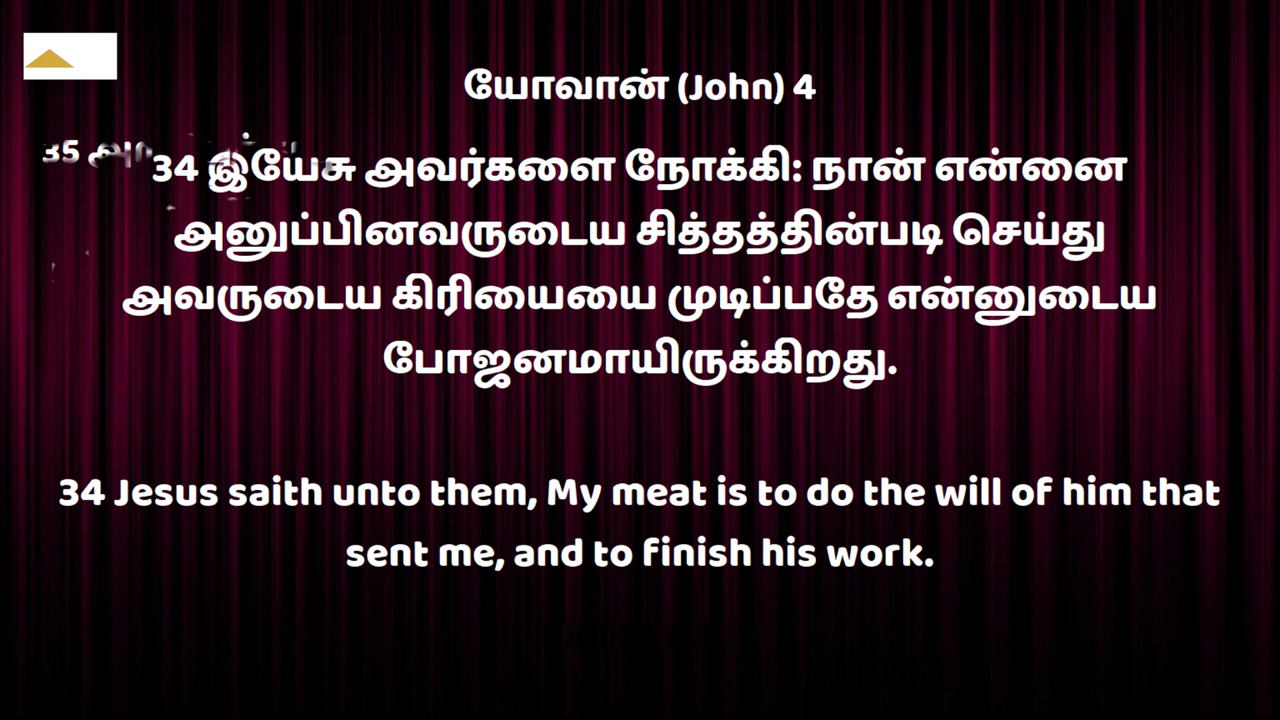 யோவான் (John) 4
34 இயேசு அவர்களை நோக்கி: நான் என்னை
அனுப்பினவருடைய சித்தத்தின்படி செய்து
அவருடைய கிரியையை முடிப்பதே என்னுடைய
போஜனமாயிருக்கிறது.
34 Jesus saith unto them, My meat is to do the will of him that
sent me, and to finish his work.
35